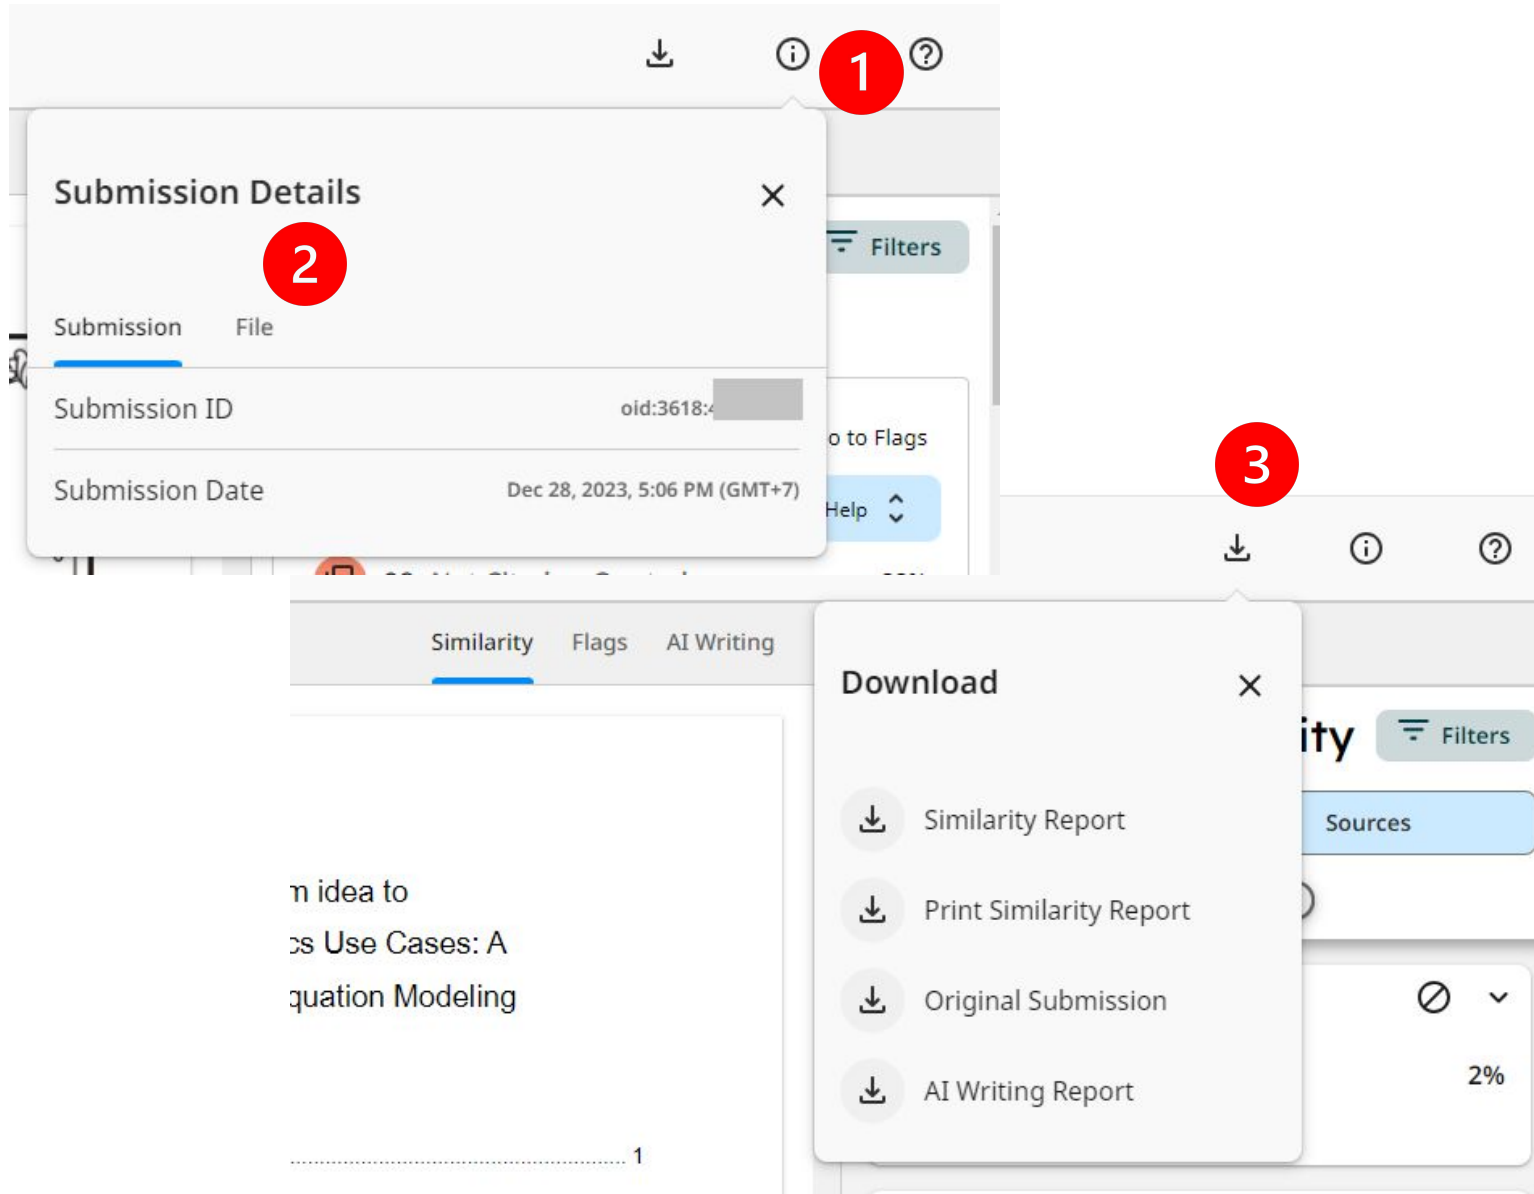 1
Submission Details
2
Filters
Submission File
Submission ID oid:3618:
o to Flags
Submission Date Dec 28, 2023, 5:06 PM (GMT+7)
Help
3
Similarity Flags AI Writing
Download
ity Filters
Similarity Report
Sources
m idea to
Print Similarity Report
cs Use Cases: A
quation Modeling
Original Submission
2%
AI Writing Report
1